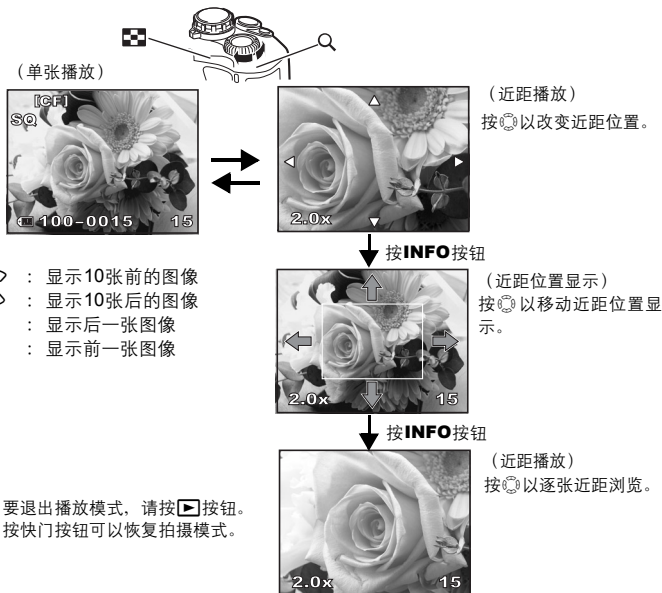 （单张播放）
[CF]
SQ
100-0015 15
： 显示10张前的图像
： 显示10张后的图像
： 显示后一张图像
： 显示前一张图像
要退出播放模式，请按按钮。
按快门按钮可以恢复拍摄模式。
（近距播放）
按以改变近距位置。
2.0x
按INFO按钮
（近距位置显示）
按以移动近距位置显
示。
2.0x 15
按INFO按钮
（近距播放）
按以逐张近距浏览。
2.0x 15